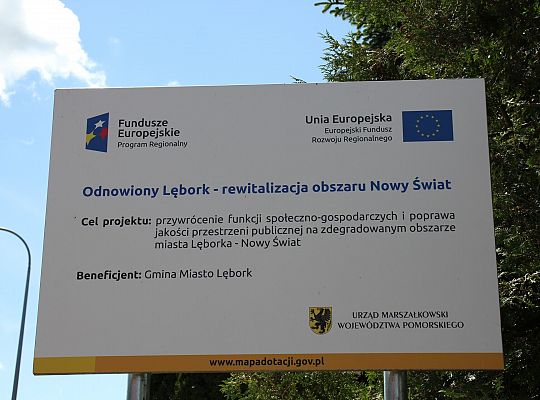 Fundusze
Europejskie
Program Regionalny
Unia Europejska
Europejski Fundusz
Rozwoju Regionalnego
Odnowiony Lębork - rewitalizacja obszaru Nowy Świat
Cel projektu: przywrócenie funkcji społeczno-gospodarczych i poprawa
jakości przestrzeni publicznej na zdegradowanym obszarze
miasta Lęborka - Nowy Świat
Beneficjent: Gmina Miasto Lębork
URZĄD MARSZAŁKOWSKI
WOJEWÓDZTWA POMORSKIEGO
www.mapadotacji.gov.pl